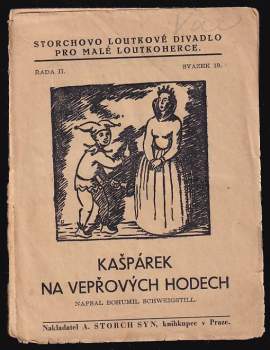 STORCHOVO LOUTKOVÉ DIVADLO
PRO MALÉ LOUTKOHERCE.
ŘADA II.
SVAZEK 19.
KAŠPÁREK
NA VEPŘOVÝCH HODECH
NAPSAL BOHUMIL SCHWEIGSTILL.
Nakladatel A. STORCH SYN, knihkupec v Praze.